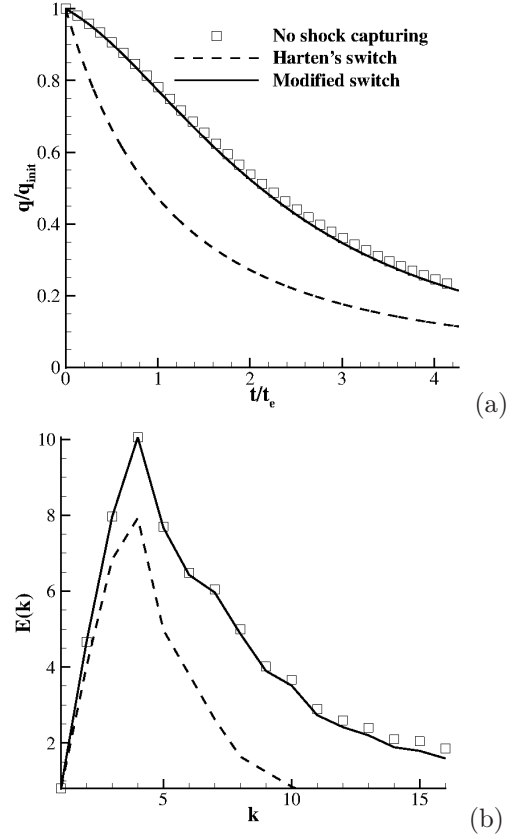 1
0.8
0.6
0.4
0.2
0
q/q_init
No shock capturing
Harten's switch
Modified switch
0 1 2 3 4
t/t_e
(a)
10
8
6
4
2
E(k)
5 10 15
k
(b)